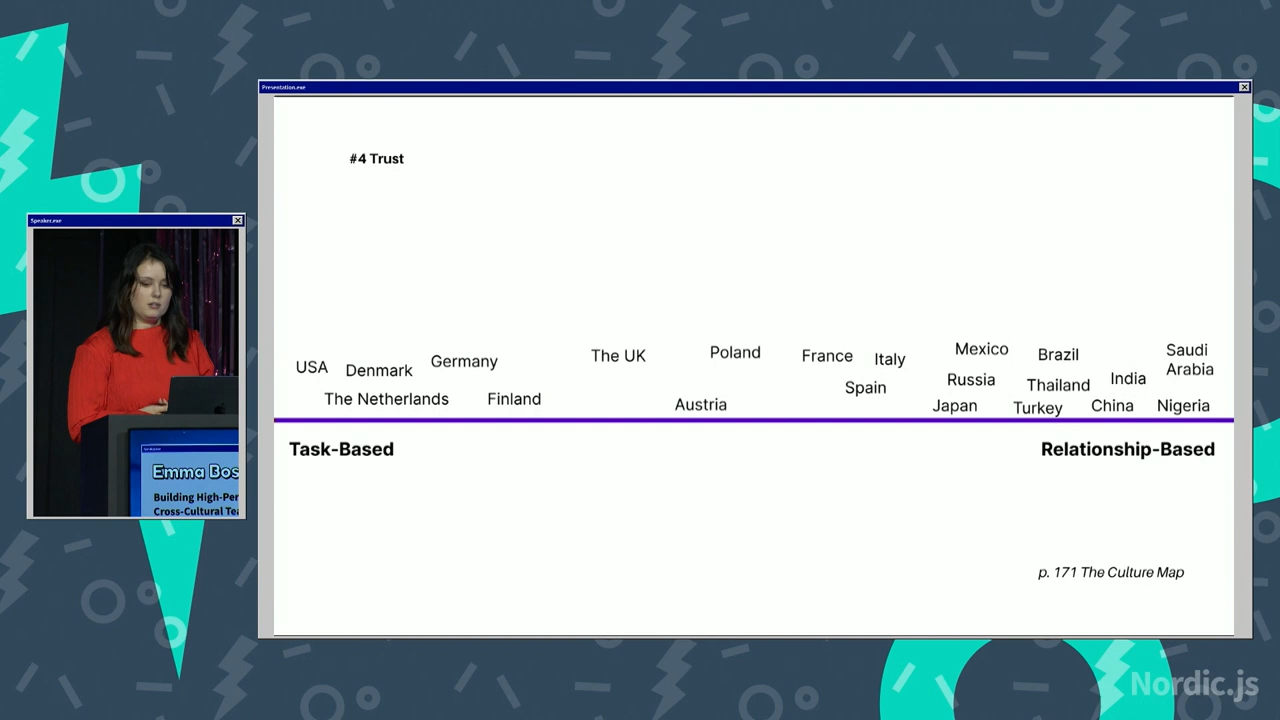 Presentation.exe
#4 Trust
USA
Denmark
Germany
The Netherlands
Finland
The UK
Poland
Austria
France
Italy
Spain
Mexico
Brazil
Saudi
Arabia
Russia
Thailand
India
Japan
Turkey
China
Nigeria
Task-Based
Relationship-Based
p. 171 The Culture Map
Speaker.exe
Emma Bos
Building High-Per
Cross-Cultural Tea
Nordic.js